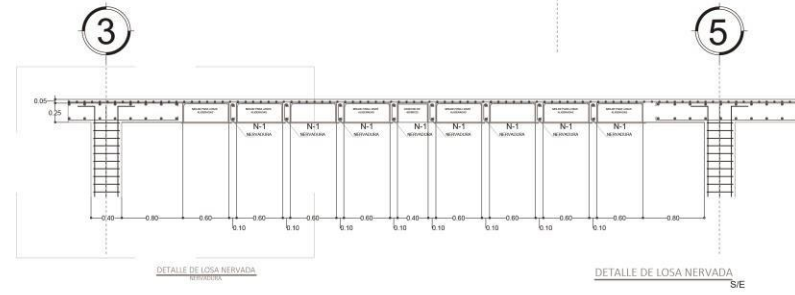 3
5
0.05
0.25
N-1 N-1 N-1 N-1 N-1 N-1 N-1 N-1
NERVADURA NERVADURA NERVADURA NERVADURA NERVADURA NERVADURA NERVADURA NERVADURA
0.40 0.80 0.60 0.60 0.60 0.60 0.40 0.60 0.60 0.60 0.60 0.80
0.10 0.10 0.10 0.10 0.10 0.10 0.10 0.10
DETALLE DE LOSA NERVADA
NERVADURA
DETALLE DE LOSA NERVADA
S/E